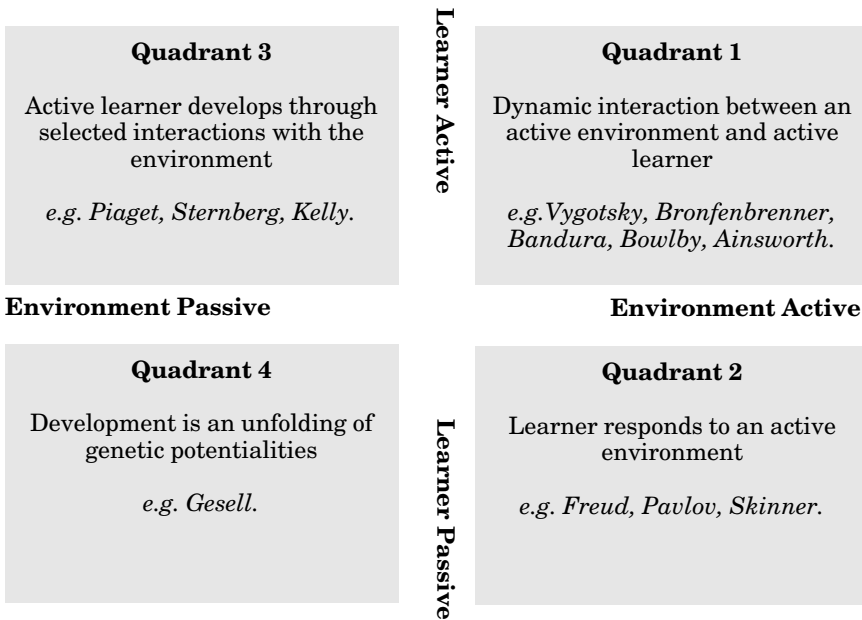 Quadrant 3
Active learner develops through
selected interactions with the
environment
e.g. Piaget, Sternberg, Kelly.
Learner Active
Quadrant 1
Dynamic interaction between an
active environment and active
learner
e.g.Vygotsky, Bronfenbrenner,
Bandura, Bowlby, Ainsworth.
Environment Passive
Environment Active
Quadrant 4
Development is an unfolding of
genetic potentialities
e.g. Gesell.
Learner Passive
Quadrant 2
Learner responds to an active
environment
e.g. Freud, Pavlov, Skinner.